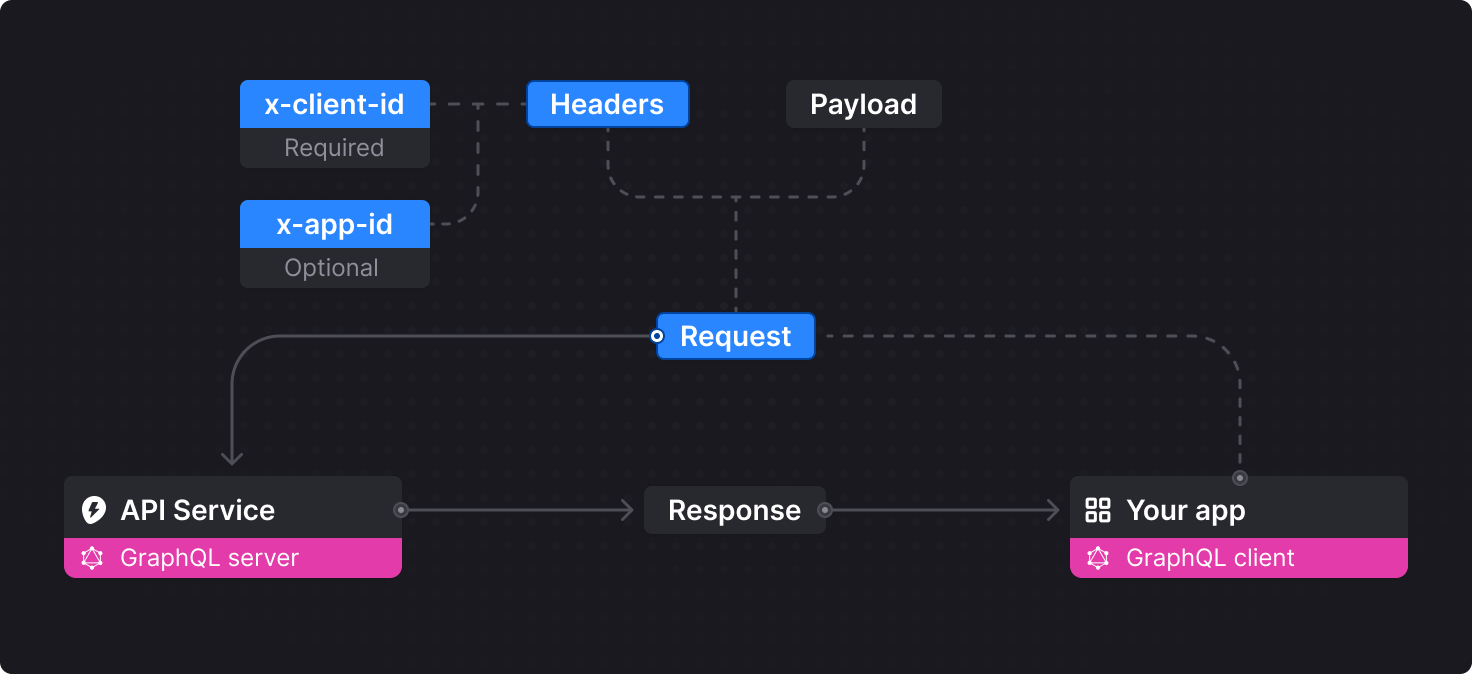 x-client-id
Required
Headers
Payload
x-app-id
Optional
Request
API Service
GraphQL server
Response
Your app
GraphQL client